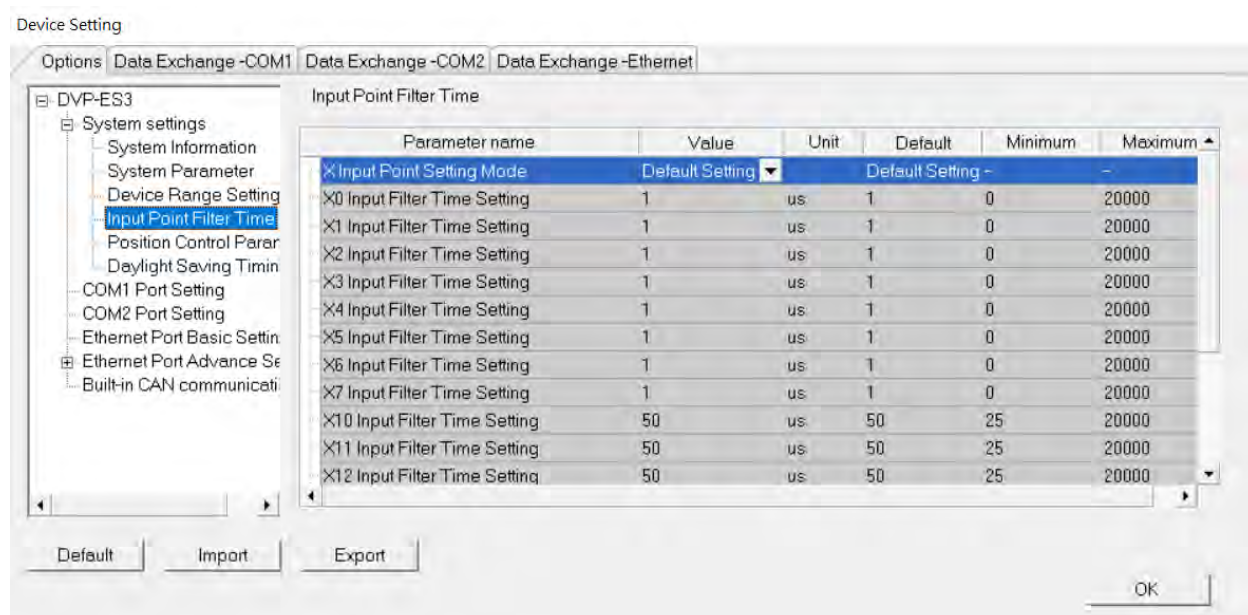 Device Setting
Options Data Exchange -COM1 Data Exchange -COM2 Data Exchange -Ethernet
DVP-ES3
System settings
System Information
System Parameter
Device Range Setting
Input Point Filter Time
Position Control Parar
Daylight Saving Timin
COM1 Port Setting
COM2 Port Setting
Ethernet Port Basic Settin
Ethernet Port Advance Se
Built-in CAN communicati
Input Point Filter Time
Parameter name Value Unit Default Minimum Maximum
X Input Point Setting Mode Default Setting Default Setting - -
X0 Input Filter Time Setting 1 us 1 0 20000
X1 Input Filter Time Setting 1 us 1 0 20000
X2 Input Filter Time Setting 1 us 1 0 20000
X3 Input Filter Time Setting 1 us 1 0 20000
X4 Input Filter Time Setting 1 us 1 0 20000
X5 Input Filter Time Setting 1 us 1 0 20000
X6 Input Filter Time Setting 1 us 1 0 20000
X7 Input Filter Time Setting 1 us 1 0 20000
X10 Input Filter Time Setting 50 us 50 25 20000
X11 Input Filter Time Setting 50 us 50 25 20000
X12 Input Filter Time Setting 50 us 50 25 20000
Default Import Export
OK